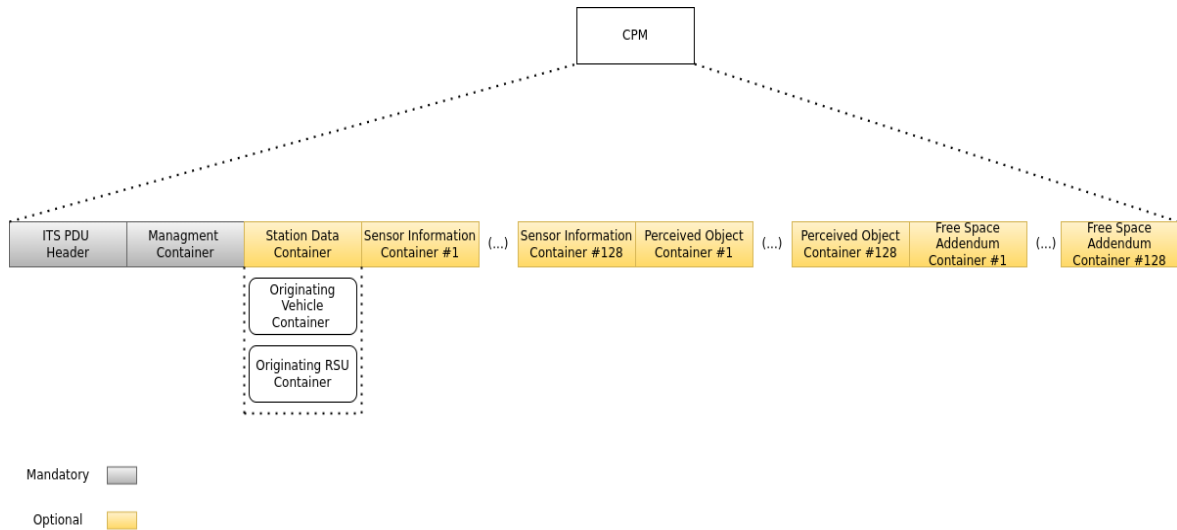 CPM
ITS PDU
Header
Managment
Container
Station Data
Container
Sensor Information
Container #1
(...)
Sensor Information
Container #128
Perceived Object
Container #1
(...)
Perceived Object
Container #128
Free Space
Addendum
Container #1
(...)
Free Space
Addendum
Container #128
Originating
Vehicle
Container
Originating RSU
Container
Mandatory
Optional